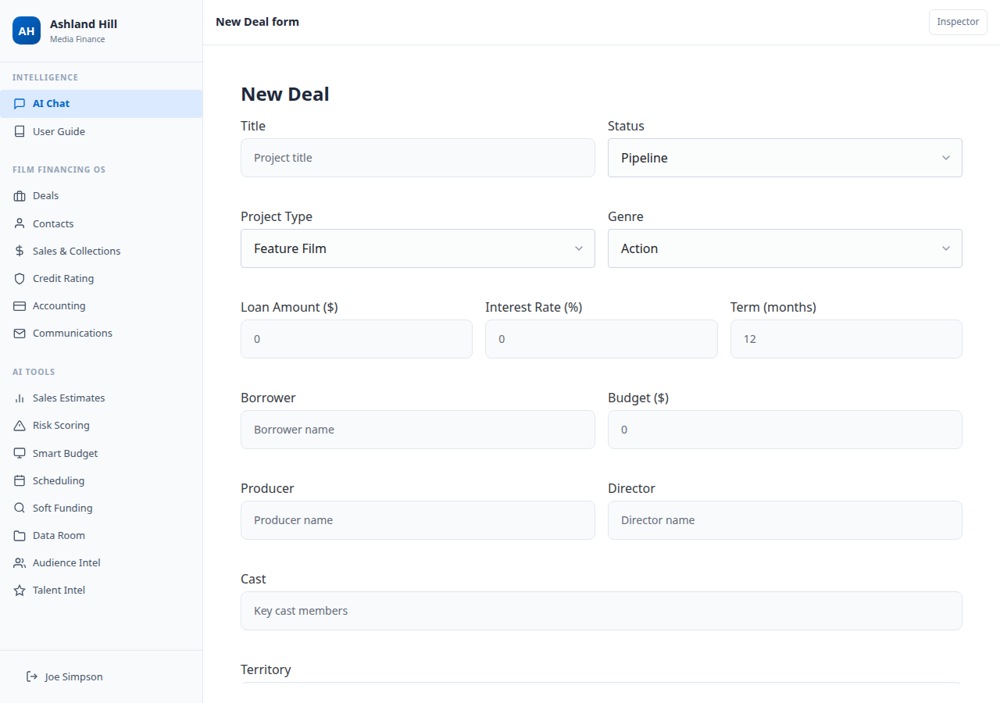 AH
Ashland Hill
Media Finance
INTELLIGENCE
AI Chat
User Guide
FILM FINANCING OS
Deals
Contacts
Sales & Collections
Credit Rating
Accounting
Communications
AI TOOLS
Sales Estimates
Risk Scoring
Smart Budget
Scheduling
Soft Funding
Data Room
Audience Intel
Talent Intel
Joe Simpson
New Deal form
Inspector
New Deal
Title
Status
Project title
Pipeline
Project Type
Genre
Feature Film
Action
Loan Amount ($)
Interest Rate (%)
Term (months)
0
0
12
Borrower
Budget ($)
Borrower name
0
Producer
Director
Producer name
Director name
Cast
Key cast members
Territory